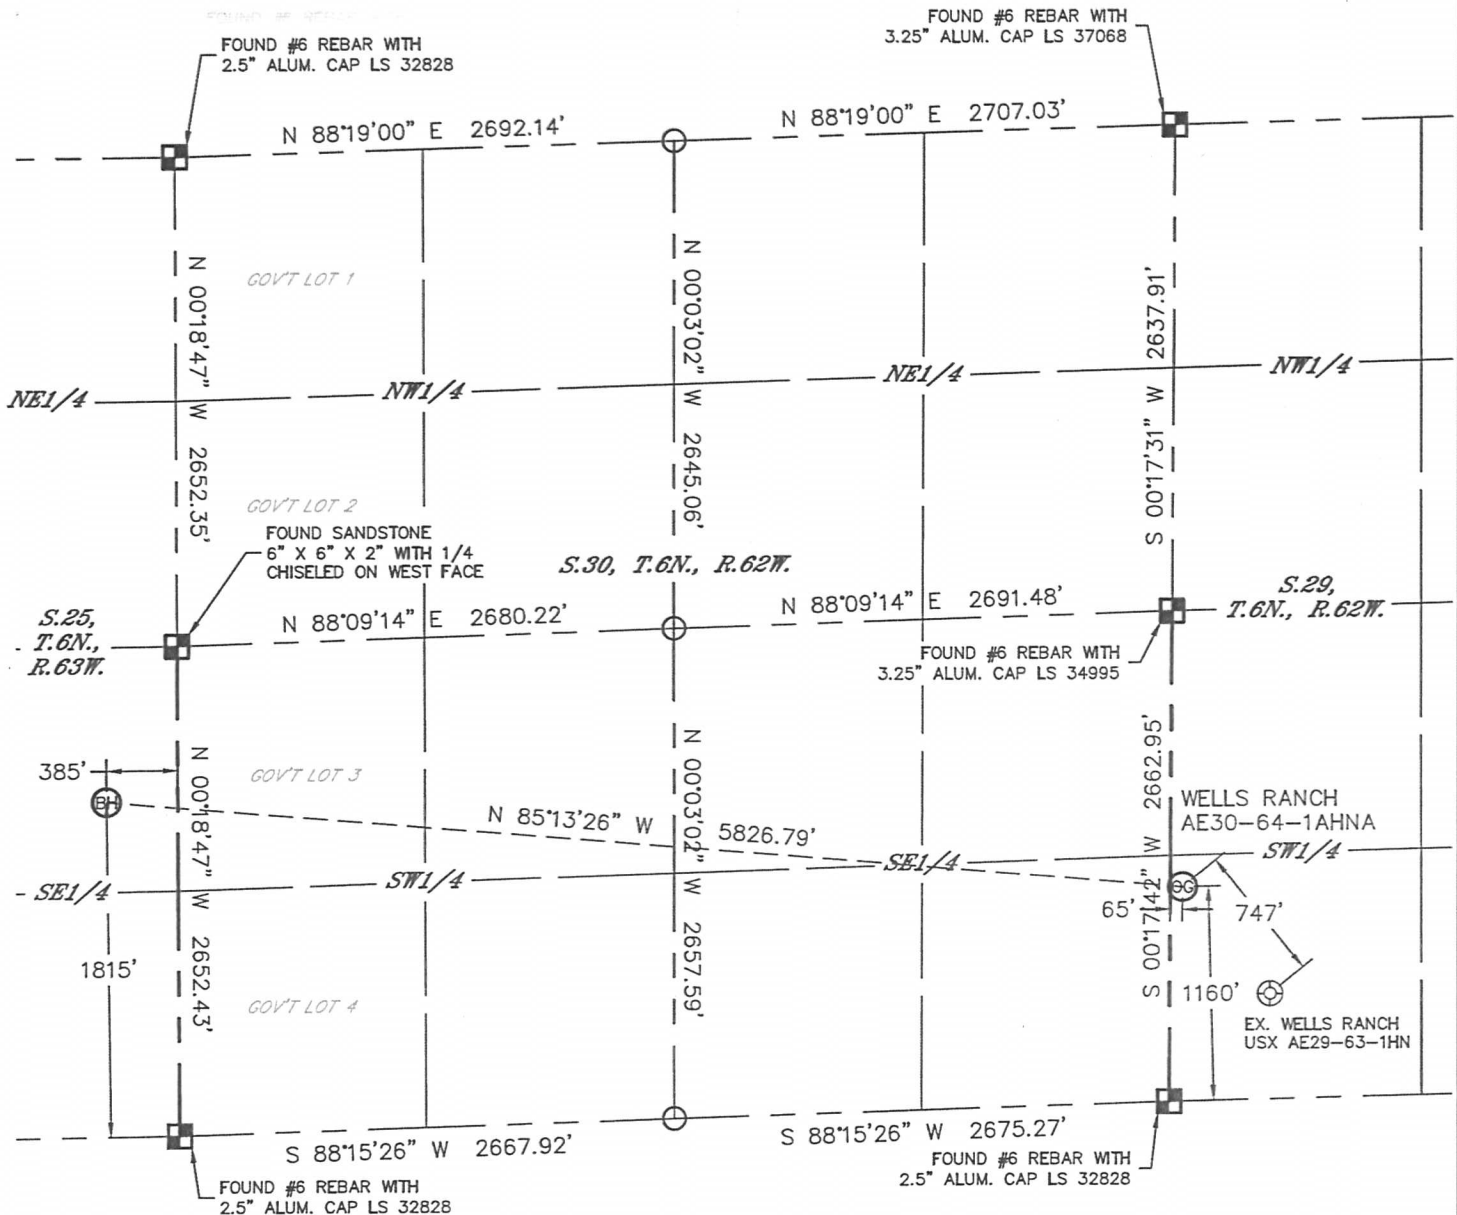 FOUND #6 REBAR WITH
2.5" ALUM. CAP LS 32828
FOUND #6 REBAR WITH
3.25" ALUM. CAP LS 37068
N 88°19'00" E 2692.14'
N 88°19'00" E 2707.03'
GOV'T LOT 1
N 00°18'47" W 2652.35'
N 00°03'02" W 2645.06'
S 00°17'31" W 2637.91'
NE1/4
NW1/4
NE1/4
NW1/4
GOV'T LOT 2
FOUND SANDSTONE
6" X 6" X 2" WITH 1/4
CHISELED ON WEST FACE
S.30, T.6N., R.62W.
S.25,
T.6N.,
R.63W.
N 88°09'14" E 2680.22'
N 88°09'14" E 2691.48'
S.29,
T.6N., R.62W.
FOUND #6 REBAR WITH
3.25" ALUM. CAP LS 34995
385'
BH
GOV'T LOT 3
N 00°18'47" W 2652.43'
N 85°13'26" W 5826.79'
N 00°03'02" W 2657.59'
S 00°17'42" W 2662.95'
WELLS RANCH
AE30-64-1AHNA
SE1/4
SW1/4
SE1/4
SW1/4
OG
65'
747'
1815'
1160'
GOV'T LOT 4
EX. WELLS RANCH
USX AE29-63-1HN
S 88°15'26" W 2667.92'
S 88°15'26" W 2675.27'
FOUND #6 REBAR WITH
2.5" ALUM. CAP LS 32828
FOUND #6 REBAR WITH
2.5" ALUM. CAP LS 32828